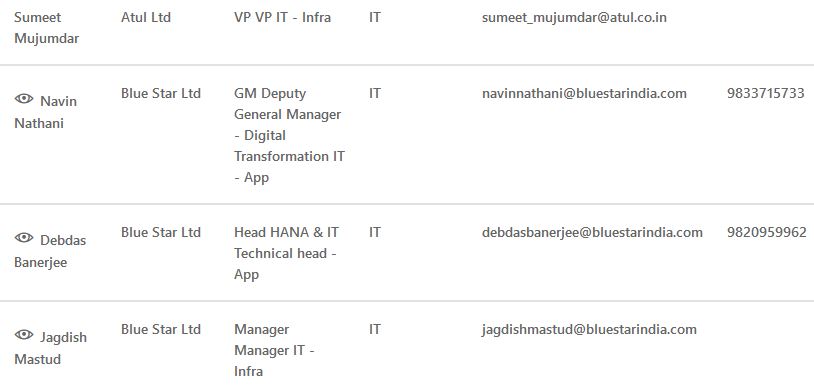 Sumeet Mujumdar Atul Ltd VP VP IT - Infra IT sumeet_mujumdar@atul.co.in
Navin Nathani Blue Star Ltd GM Deputy General Manager - Digital Transformation IT - App IT navinnathani@bluestarindia.com 9833715733
Debdas Banerjee Blue Star Ltd Head HANA & IT Technical head - App IT debdasbanerjee@bluestarindia.com 9820959962
Jagdish Mastud Blue Star Ltd Manager Manager IT - Infra IT jagdishmastud@bluestarindia.com